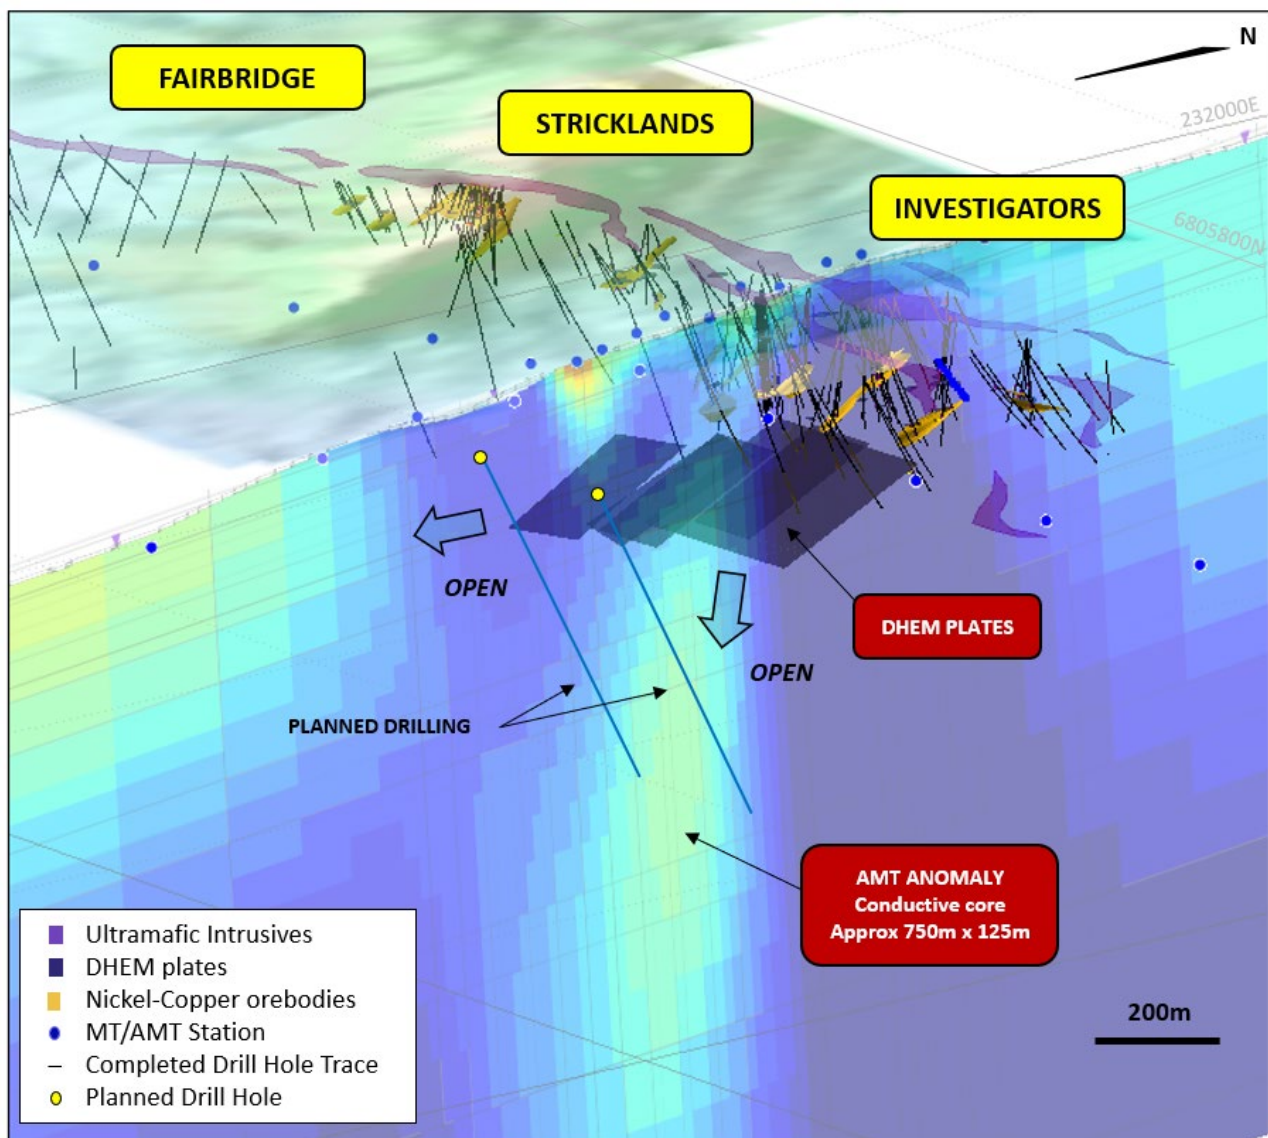 N
FAIRBRIDGE
STRICKLANDS
232000E
INVESTIGATORS
6805800N
OPEN
DHEM PLATES
OPEN
PLANNED DRILLING
AMT ANOMALY
Conductive core
Approx 750m x 125m
Ultramafic Intrusives
DHEM plates
Nickel-Copper orebodies
MT/AMT Station
Completed Drill Hole Trace
Planned Drill Hole
200m